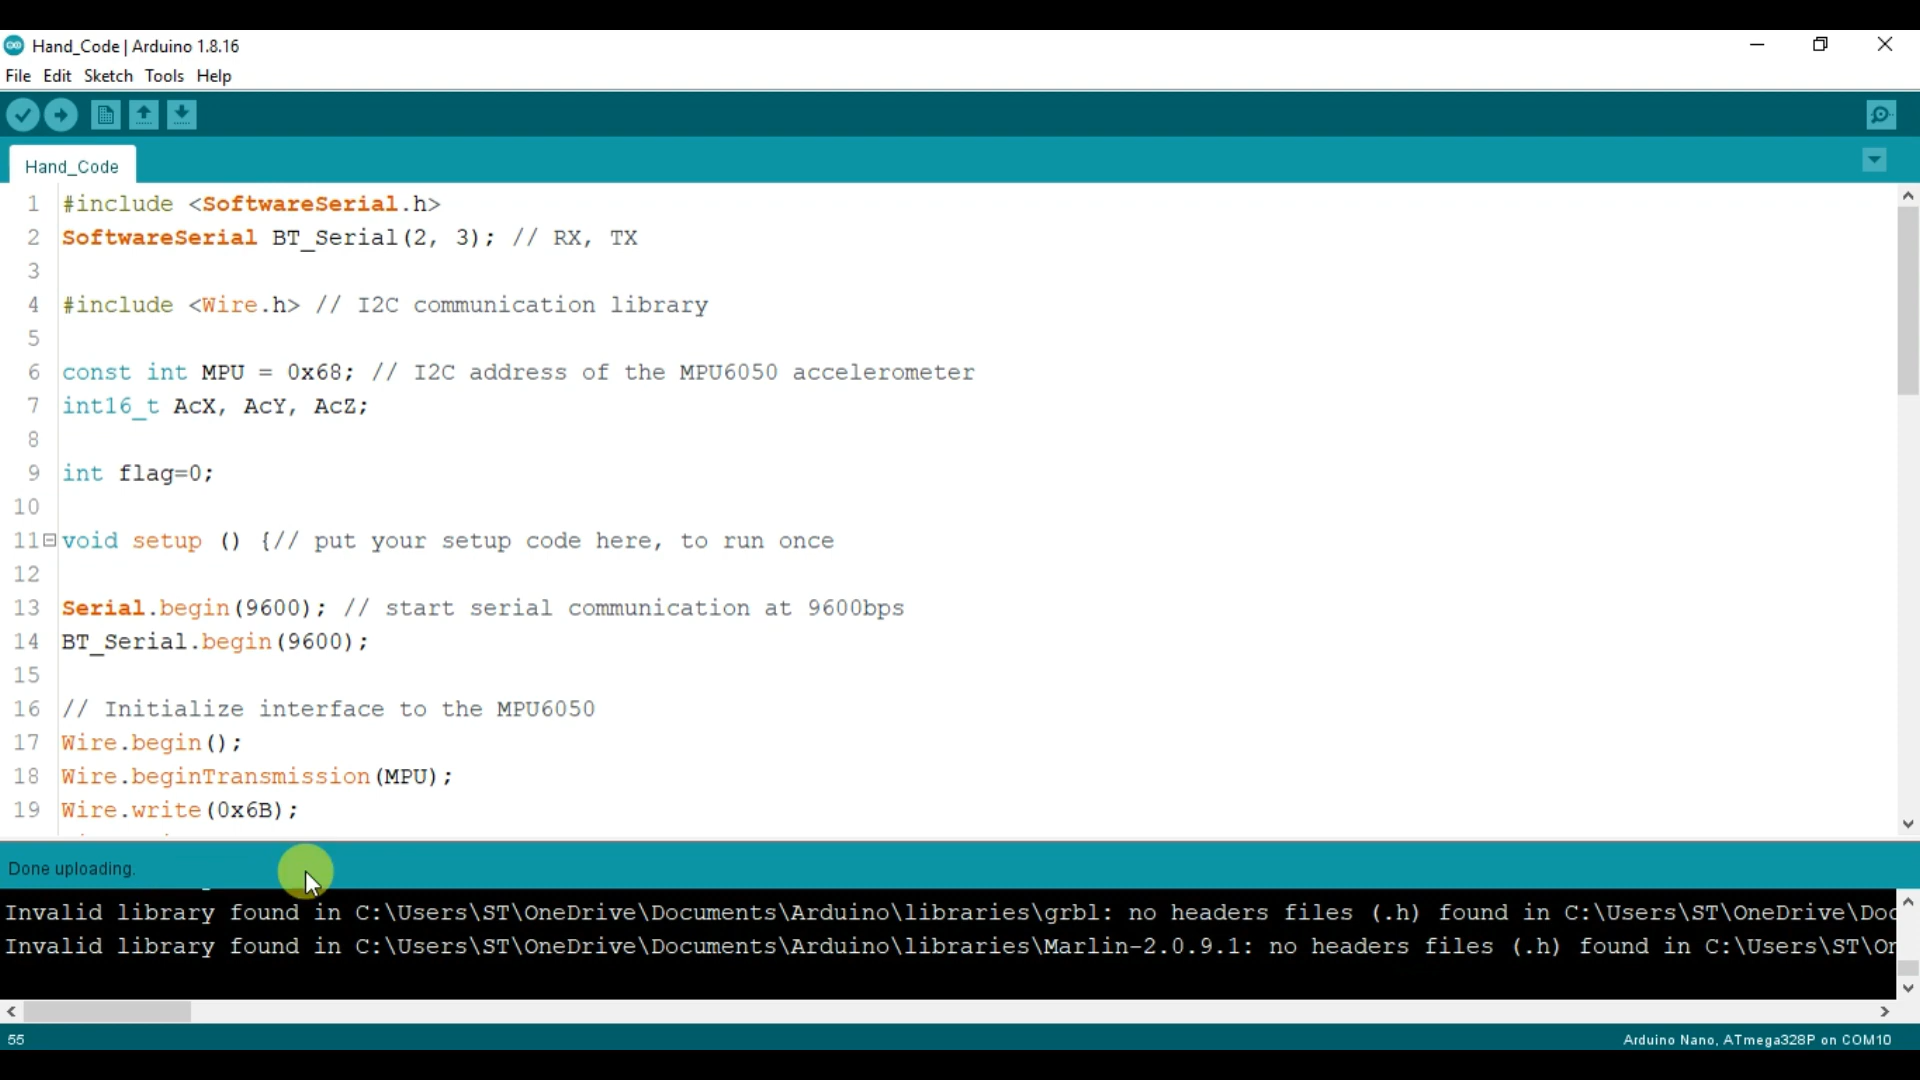 Hand_Code | Arduino 1.8.16
File Edit Sketch Tools Help
Hand_Code
1 #include <SoftwareSerial.h>
2 SoftwareSerial BT_Serial(2, 3); // RX, TX
3
4 #include <Wire.h> // I2C communication library
5
6 const int MPU = 0x68; // I2C address of the MPU6050 accelerometer
7 int16_t AcX, AcY, AcZ;
8
9 int flag=0;
10
11 void setup () {// put your setup code here, to run once
12
13 Serial.begin(9600); // start serial communication at 9600bps
14 BT_Serial.begin(9600);
15
16 // Initialize interface to the MPU6050
17 Wire.begin();
18 Wire.beginTransmission(MPU);
19 Wire.write(0x6B);
Done uploading.
Invalid library found in C:\Users\ST\OneDrive\Documents\Arduino\libraries\grbl: no headers files (.h) found in C:\Users\ST\OneDrive\Doc
Invalid library found in C:\Users\ST\OneDrive\Documents\Arduino\libraries\Marlin-2.0.9.1: no headers files (.h) found in C:\Users\ST\On
55
Arduino Nano, ATmega328P on COM10